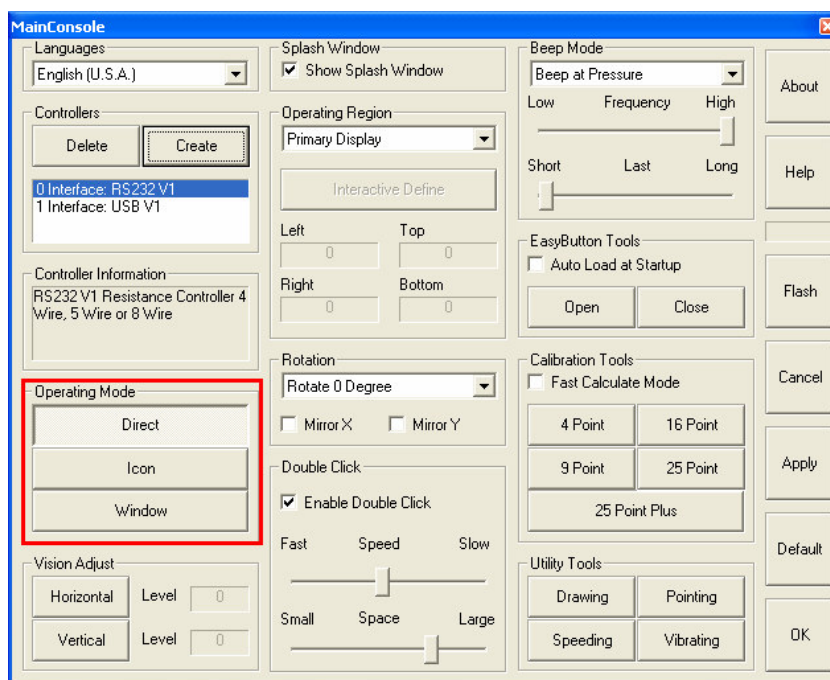 MainConsole
Languages
English (U.S.A.)
Controllers
Delete Create
0 Interface: RS232 V1
1 Interface: USB V1
Controller Information
RS232 V1 Resistance Controller 4
Wire, 5 Wire or 8 Wire
Operating Mode
Direct
Icon
Window
Vision Adjust
Horizontal Level 0
Vertical Level 0
Splash Window
Show Splash Window
Operating Region
Primary Display
Interactive Define
Left Top
0 0
Right Bottom
0 0
Rotation
Rotate 0 Degree
Mirror X Mirror Y
Double Click
Enable Double Click
Fast Speed Slow
Small Space Large
Beep Mode
Beep at Pressure
Low Frequency High
Short Last Long
EasyButton Tools
Auto Load at Startup
Open Close
Calibration Tools
Fast Calculate Mode
4 Point 16 Point
9 Point 25 Point
25 Point Plus
Utility Tools
Drawing Pointing
Speeding Vibrating
About
Help
Flash
Cancel
Apply
Default
OK